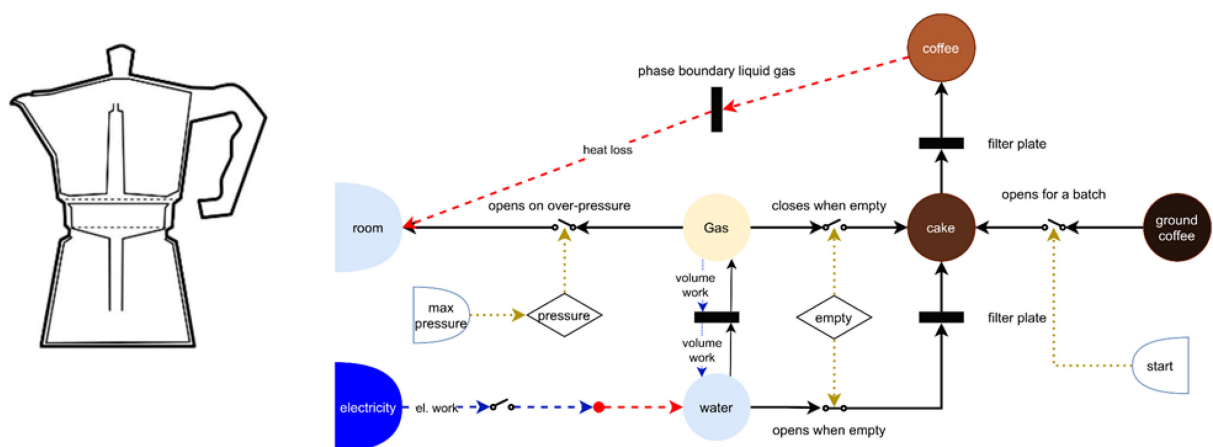 coffee
phase boundary liquid gas
filter plate
heat loss
opens on over-pressure
closes when empty
opens for a batch
room
Gas
cake
ground
coffee
volume
work
max
pressure
pressure
empty
filter plate
volume
work
start
electricity
el. work
water
opens when empty